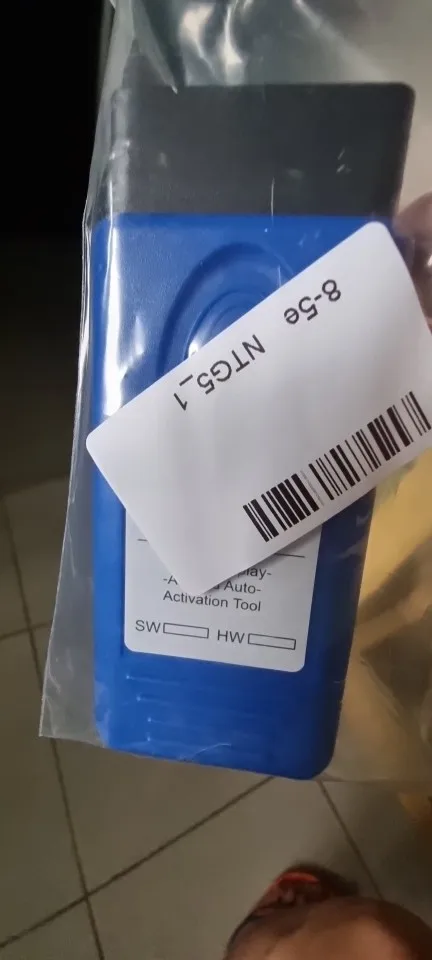 8-5e
NTG5_1
-A
Auto-
Activation Tool
SW HW